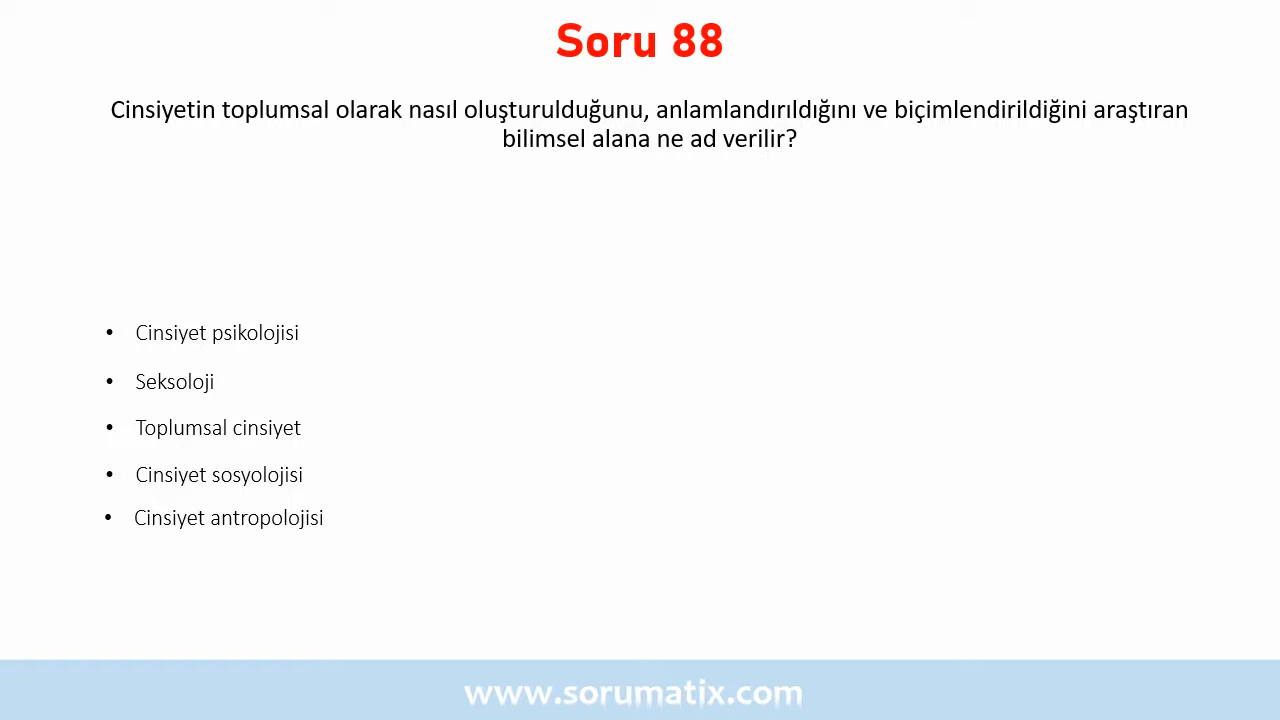 Soru 88
Cinsiyetin toplumsal olarak nasıl oluşturulduğunu, anlamlandırıldığını ve biçimlendirildiğini araştıran
bilimsel alana ne ad verilir?
• Cinsiyet psikolojisi
• Seksoloji
• Toplumsal cinsiyet
• Cinsiyet sosyolojisi
• Cinsiyet antropolojisi
www.sorumatix.com